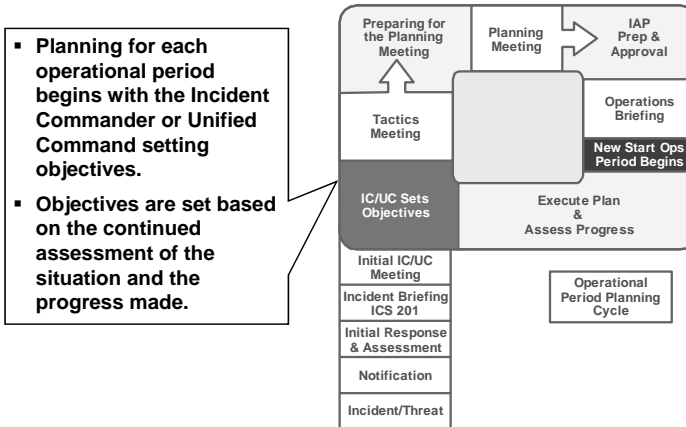 ▪ Planning for each
operational period
begins with the Incident
Commander or Unified
Command setting
objectives.
▪ Objectives are set based
on the continued
assessment of the
situation and the
progress made.
Preparing for
the Planning
Meeting
Planning
Meeting
IAP
Prep &
Approval
Tactics
Meeting
Operations
Briefing
New Start Ops
Period Begins
IC/UC Sets
Objectives
Execute Plan
&
Assess Progress
Initial IC/UC
Meeting
Incident Briefing
ICS 201
Initial Response
& Assessment
Notification
Incident/Threat
Operational
Period Planning
Cycle